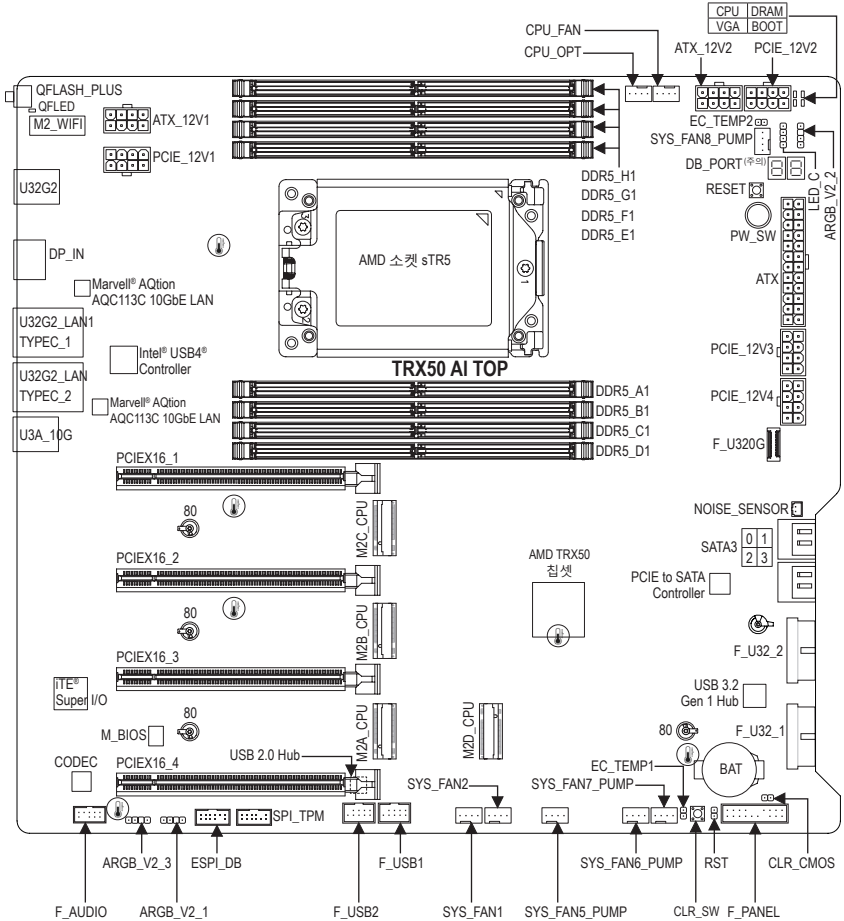 CPU DRAM
VGA BOOT
CPU_FAN
CPU_OPT
ATX_12V2
PCIE_12V2
QFLASH_PLUS
QFLED
M2_WIFI
ATX_12V1
PCIE_12V1
EC_TEMP2
SYS_FAN8_PUMP
DB_PORT(주의)
LED_C
ARGB_V2_2
RESET
PW_SW
DDR5_H1
DDR5_G1
DDR5_F1
DDR5_E1
U32G2
DP_IN
AMD 소켓 sTR5
ATX
Marvell® AQtion
AQC113C 10GbE LAN
U32G2_LAN1
TYPEC_1
Intel® USB4®
Controller
TRX50 AI TOP
PCIE_12V3
U32G2_LAN
TYPEC_2
Marvell® AQtion
AQC113C 10GbE LAN
DDR5_A1
DDR5_B1
DDR5_C1
DDR5_D1
PCIE_12V4
U3A_10G
F_U320G
PCIEX16_1
80
M2C_CPU
NOISE_SENSOR
SATA3
0 1
2 3
PCIEX16_2
AMD TRX50
칩셋
PCIE to SATA
Controller
80
M2B_CPU
F_U32_2
PCIEX16_3
iTE®
Super I/O
USB 3.2
Gen 1 Hub
80
M2A_CPU
M2D_CPU
80
F_U32_1
M_BIOS
CODEC
PCIEX16_4
USB 2.0 Hub
SYS_FAN2
EC_TEMP1
SYS_FAN7_PUMP
BAT
SPI_TPM
ARGB_V2_3
ESPI_DB
F_USB1
SYS_FAN6_PUMP
RST
CLR_CMOS
F_AUDIO
ARGB_V2_1
F_USB2
SYS_FAN1
SYS_FAN5_PUMP
CLR_SW
F_PANEL